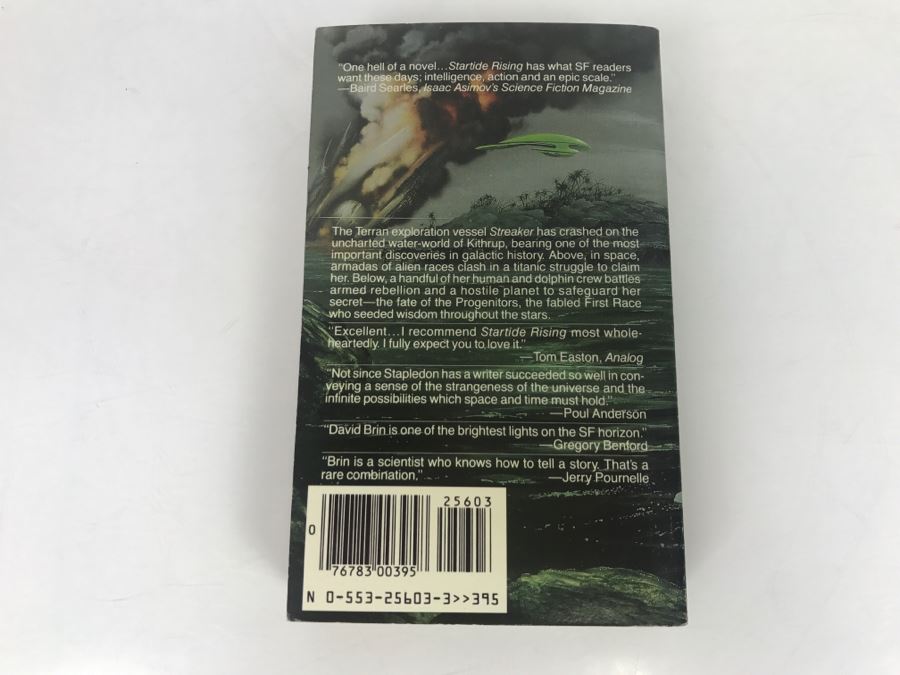 "One hell of a novel...Startide Rising has what SF readers
want these days; intelligence, action and an epic scale."
—Baird Searles, Isaac Asimov's Science Fiction Magazine
The Terran exploration vessel Streaker has crashed on the
uncharted water-world of Kithrup, bearing one of the most
important discoveries in galactic history. Above, in space,
armadas of alien races clash in a titanic struggle to claim
her. Below, a handful of her human and dolphin crew battles
armed rebellion and a hostile planet to safeguard her
secret—the fate of the Progenitors, the fabled First Race
who seeded wisdom throughout the stars.
"Excellent...I recommend Startide Rising most whole-
heartedly. I fully expect you to love it."
—Tom Easton, Analog
"Not since Stapledon has a writer succeeded so well in con-
veying a sense of the strangeness of the universe and the
infinite possibilities which space and time must hold."
—Poul Anderson
"David Brin is one of the brightest lights on the SF horizon."
—Gregory Benford
"Brin is a scientist who knows how to tell a story. That's a
rare combination."
—Jerry Pournelle
25603
0
76783 00395
N 0-553-25603-3>>395